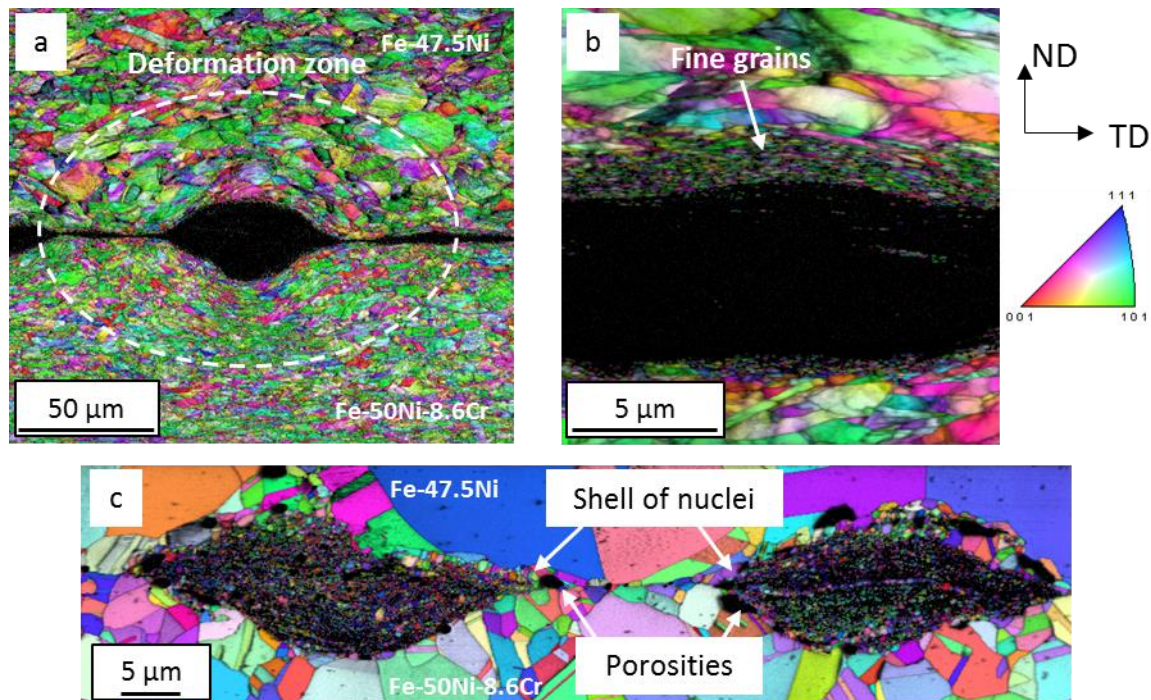 a
Fe-47.5Ni
Deformation zone
50 µm
Fe-50Ni-8.6Cr
b
Fine grains
5 µm
ND
TD
111
001
101
c
Fe-47.5Ni
Shell of nuclei
Porosities
5 µm
Fe-50Ni-8.6Cr